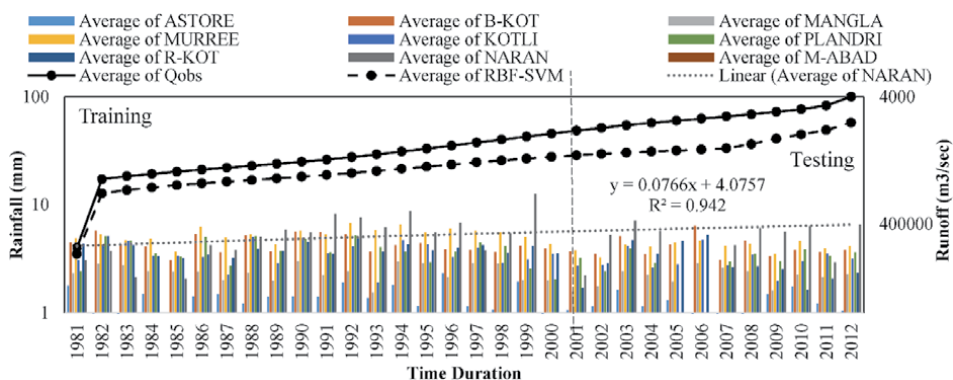 Average of ASTORE Average of B-KOT Average of MANGLA
Average of MURREE Average of KOTLI Average of PLANDRI
Average of R-KOT Average of NARAN Average of M-ABAD
Average of Qobs Average of RBF-SVM Linear (Average of NARAN)
100 4000
Training
Testing
y = 0.0766x + 4.0757
R² = 0.942
10 400000
1
Rainfall (mm)
Runoff (m3/sec)
1981 1982 1983 1984 1985 1986 1987 1988 1989 1990 1991 1992 1993 1994 1995 1996 1997 1998 1999 2000 2001 2002 2003 2004 2005 2006 2007 2008 2009 2010 2011 2012
Time Duration